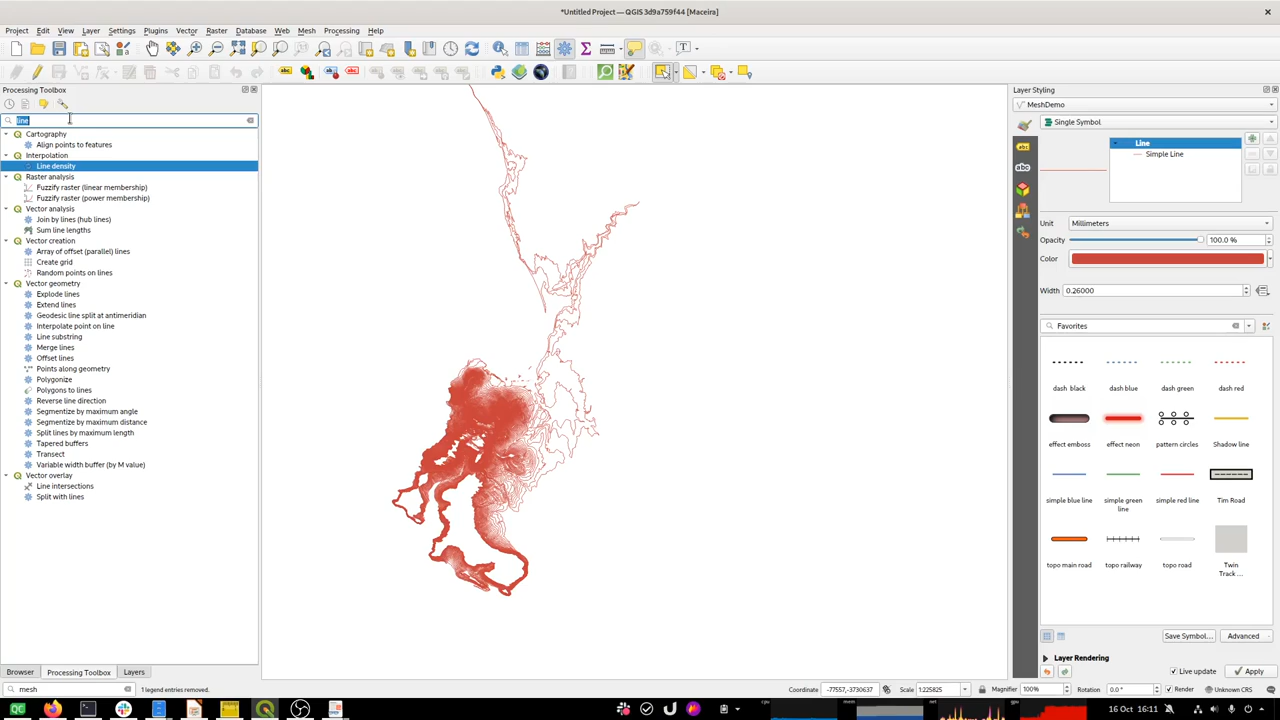 *Untitled Project — QGIS 3d9a759f44 [Maceira]
Project Edit View Layer Settings Plugins Vector Raster Database Web Mesh Processing Help
Processing Toolbox
line
Cartography
Align points to features
Interpolation
Line density
Raster analysis
Fuzzify raster (linear membership)
Fuzzify raster (power membership)
Vector analysis
Join by lines (hub lines)
Sum line lengths
Vector creation
Array of offset (parallel) lines
Create grid
Random points on lines
Vector geometry
Explode lines
Extend lines
Geodesic line split at antimeridian
Interpolate point on line
Line substring
Merge lines
Offset lines
Points along geometry
Polygonize
Polygons to lines
Reverse line direction
Segmentize by maximum angle
Segmentize by maximum distance
Split lines by maximum length
Tapered buffers
Transect
Variable width buffer (by M value)
Vector overlay
Line intersections
Split with lines
Browser Processing Toolbox Layers
Layer Styling
MeshDemo
Single Symbol
Line
Simple Line
Unit Millimeters
Opacity 100.0 %
Color
Width 0.26000
Favorites
dash black dash blue dash green dash red
effect emboss effect neon pattern circles Shadow line
simple blue line simple green line simple red line Tim Road
topo main road topo railway topo road Twin Track ...
Save Symbol... Advanced
Layer Rendering
Live update Apply
mesh 1 legend entries removed. Coordinate -77557,-3730637 Scale 1:225825 Magnifier 100% Rotation 0.0 ° Render Unknown CRS
16 Oct 16:11